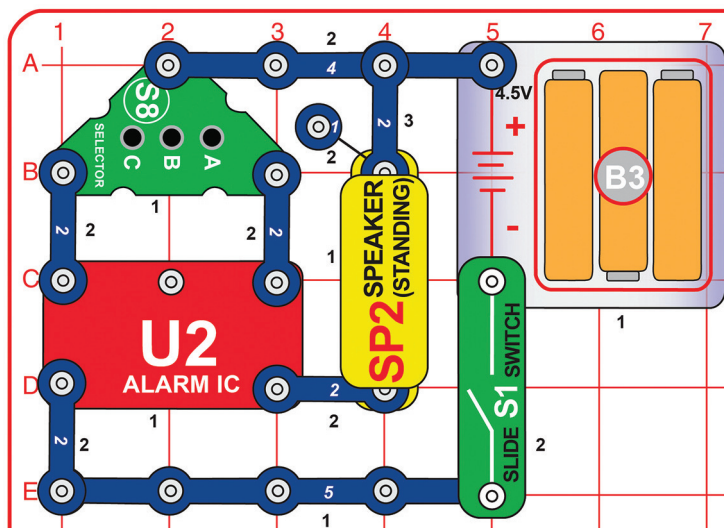 1 2 3 4 5 6 7
A
2
4
S8
SELECTOR
C B A
1
2
3
1
2
4.5V
+
-
B3
1
B
2 2
2 2
1
SP2 SPEAKER
(STANDING)
C
U2
ALARM IC
1
D
2
2
2 2
S1
SLIDE SWITCH
2
E
5
1